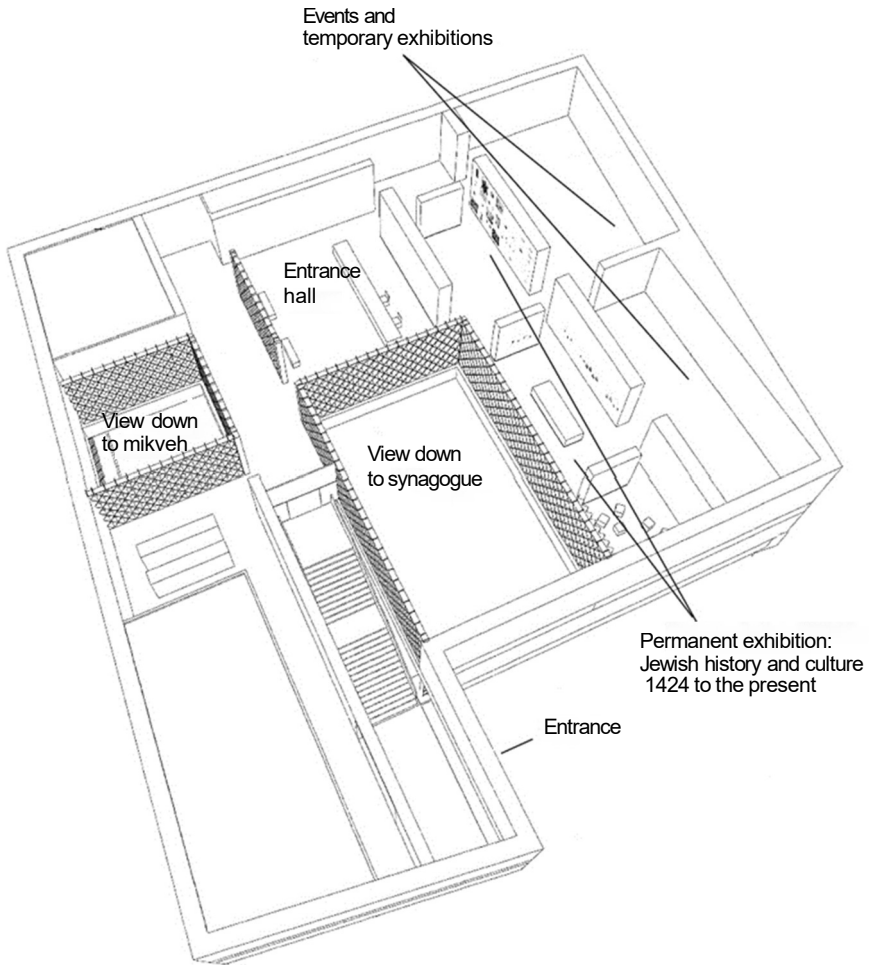 Events and
temporary exhibitions
Entrance
hall
View down
to mikveh
View down
to synagogue
Permanent exhibition:
Jewish history and culture
1424 to the present
Entrance